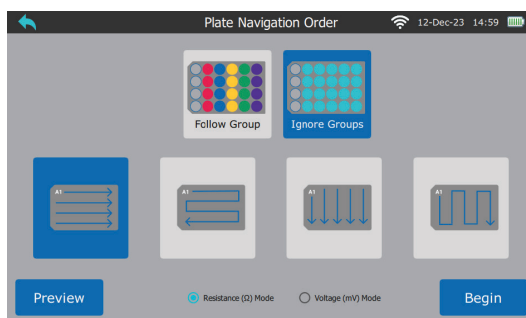 Plate Navigation Order
12-Dec-23 14:59
Follow Group
Ignore Groups
A1
A1
A1
A1
Preview
Resistance (Ω) Mode
Voltage (mV) Mode
Begin